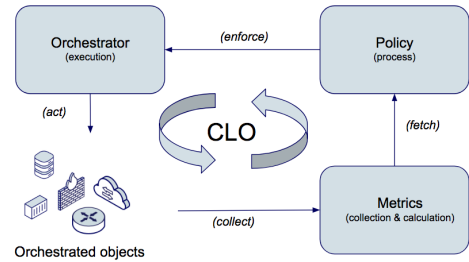 Orchestrator
(execution)
(enforce)
Policy
(process)
(act)
CLO
(fetch)
(collect)
Metrics
(collection & calculation)
Orchestrated objects